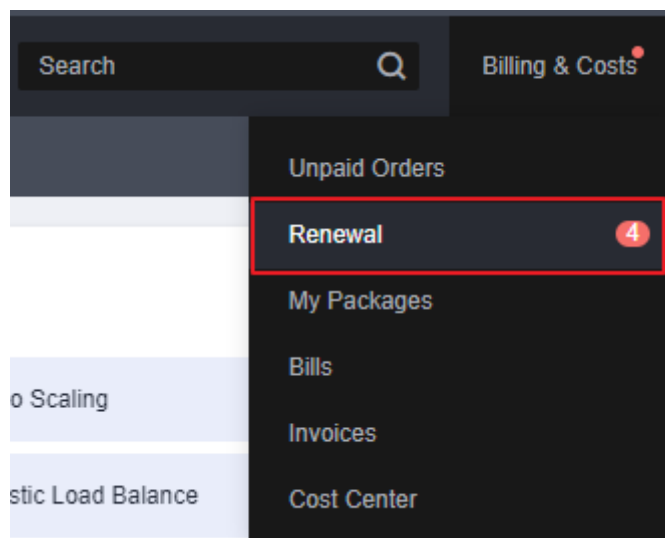 Search
Billing & Costs
Unpaid Orders
Renewal 4
My Packages
Bills
o Scaling
Invoices
stic Load Balance
Cost Center